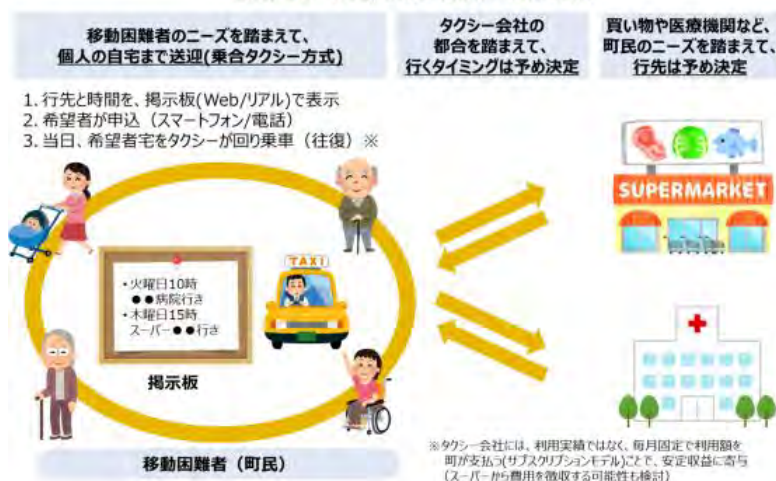 移動困難者のニーズを踏まえて、
個人の自宅まで送迎(乗合タクシー方式)
タクシー会社の
都合を踏まえて、
行くタイミングは予め決定
買い物や医療機関など、
町民のニーズを踏まえて、
行先は予め決定
1. 行先と時間を、掲示板(Web/リアル)で表示
2. 希望者が申込（スマートフォン/電話）
3. 当日、希望者宅をタクシーが回り乗車（往復）※
SUPERMARKET
TAXI
・火曜日10時
●●病院行き
・木曜日15時
スーパー●●行き
掲示板
移動困難者（町民）
※タクシー会社には、利用実績ではなく、毎月固定で利用額を
町が支払う(サブスクリプションモデル)ことで、安定収益に寄与
(スーパーから費用を徴収する可能性も検討)